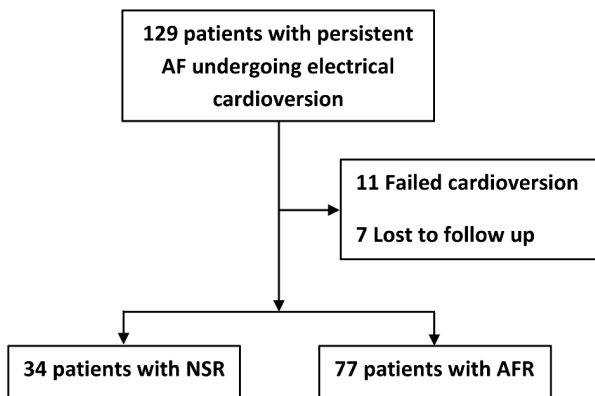 129 patients with persistent
AF undergoing electrical
cardioversion
11 Failed cardioversion
7 Lost to follow up
34 patients with NSR
77 patients with AFR